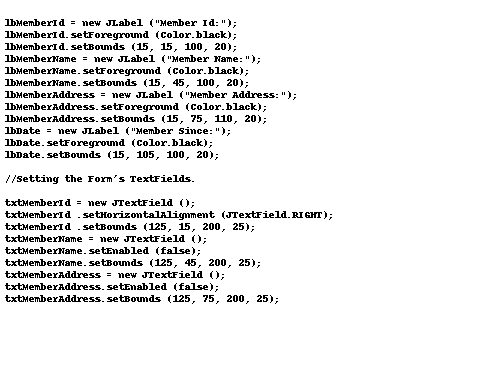 lbMemberId = new JLabel ("Member Id:");
lbMemberId.setForeground (Color.black);
lbMemberId.setBounds (15, 15, 100, 20);
lbMemberName = new JLabel ("Member Name:");
lbMemberName.setForeground (Color.black);
lbMemberName.setBounds (15, 45, 100, 20);
lbMemberAddress = new JLabel ("Member Address:");
lbMemberAddress.setForeground (Color.black);
lbMemberAddress.setBounds (15, 75, 110, 20);
lbDate = new JLabel ("Member Since:");
lbDate.setForeground (Color.black);
lbDate.setBounds (15, 105, 100, 20);
//Setting the Form's TextFields.
txtMemberId = new JTextField ();
txtMemberId .setHorizontalAlignment (JTextField.RIGHT);
txtMemberId .setBounds (125, 15, 200, 25);
txtMemberName = new JTextField ();
txtMemberName.setEnabled (false);
txtMemberName.setBounds (125, 45, 200, 25);
txtMemberAddress = new JTextField ();
txtMemberAddress.setEnabled (false);
txtMemberAddress.setBounds (125, 75, 200, 25);